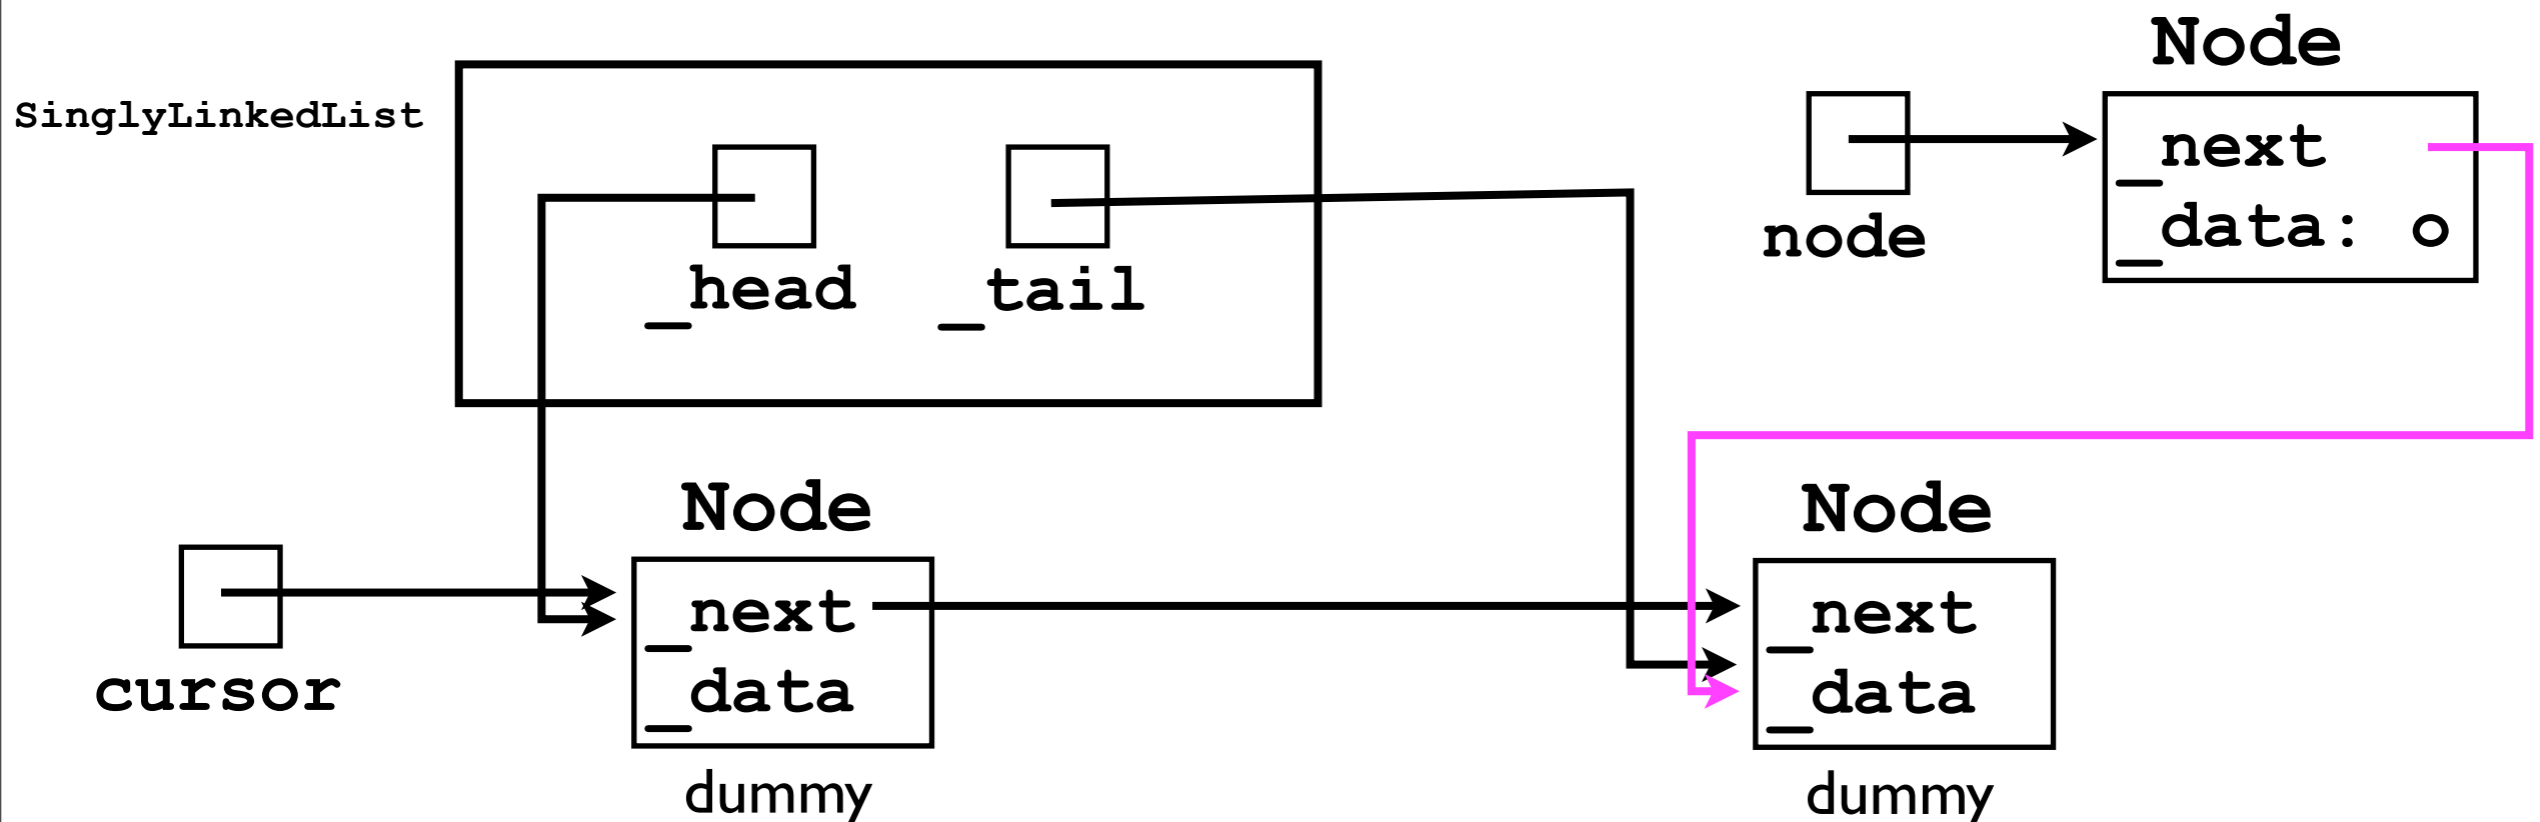 SinglyLinkedList
_head
_tail
node
Node
_next
_data: o
cursor
Node
_next
_data
dummy
Node
_next
_data
dummy